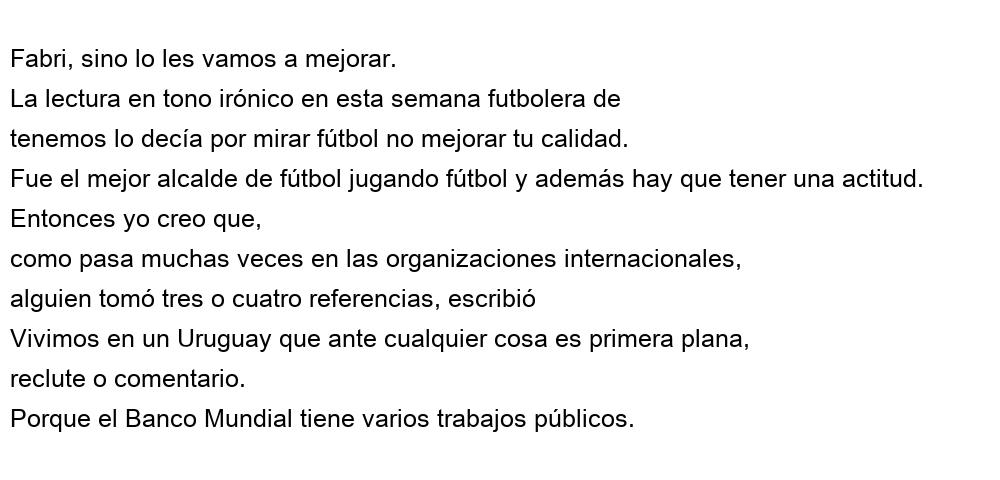 Fabri, sino lo les vamos a mejorar.
La lectura en tono irónico en esta semana futbolera de
tenemos lo decía por mirar fútbol no mejorar tu calidad.
Fue el mejor alcalde de fútbol jugando fútbol y además hay que tener una actitud.
Entonces yo creo que,
como pasa muchas veces en las organizaciones internacionales,
alguien tomó tres o cuatro referencias, escribió
Vivimos en un Uruguay que ante cualquier cosa es primera plana,
reclute o comentario.
Porque el Banco Mundial tiene varios trabajos públicos.